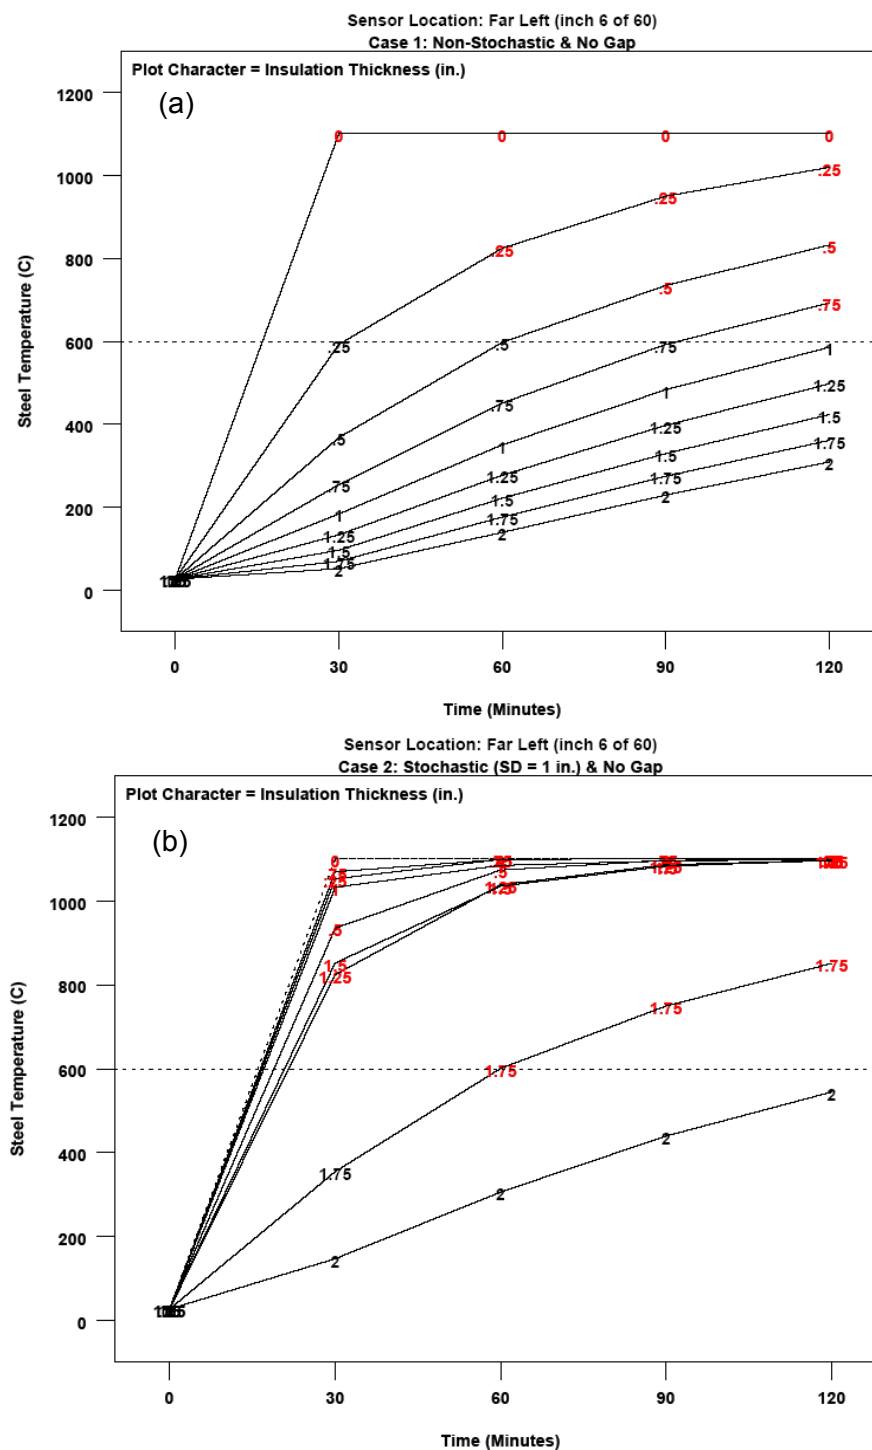 Sensor Location: Far Left (inch 6 of 60)
Case 1: Non-Stochastic & No Gap
Plot Character = Insulation Thickness (in.)
(a)
1200
1000
800
600
400
200
0
Steel Temperature (C)
0 0 0 0
.25 .25 .25 .25
.5 .5 .5 .5
.75 .75 .75 .75
1 1 1 1
1.25 1.25 1.25 1.25
1.5 1.5 1.5 1.5
1.75 1.75 1.75 1.75
2 2 2 2
0 30 60 90 120
Time (Minutes)
Sensor Location: Far Left (inch 6 of 60)
Case 2: Stochastic (SD = 1 in.) & No Gap
Plot Character = Insulation Thickness (in.)
(b)
1200
1000
800
600
400
200
0
Steel Temperature (C)
0
.75
.25
1
.5 .5
1.5
1.25
1.75 1.75 1.75 1.75
2 2 2 2
0 30 60 90 120
Time (Minutes)